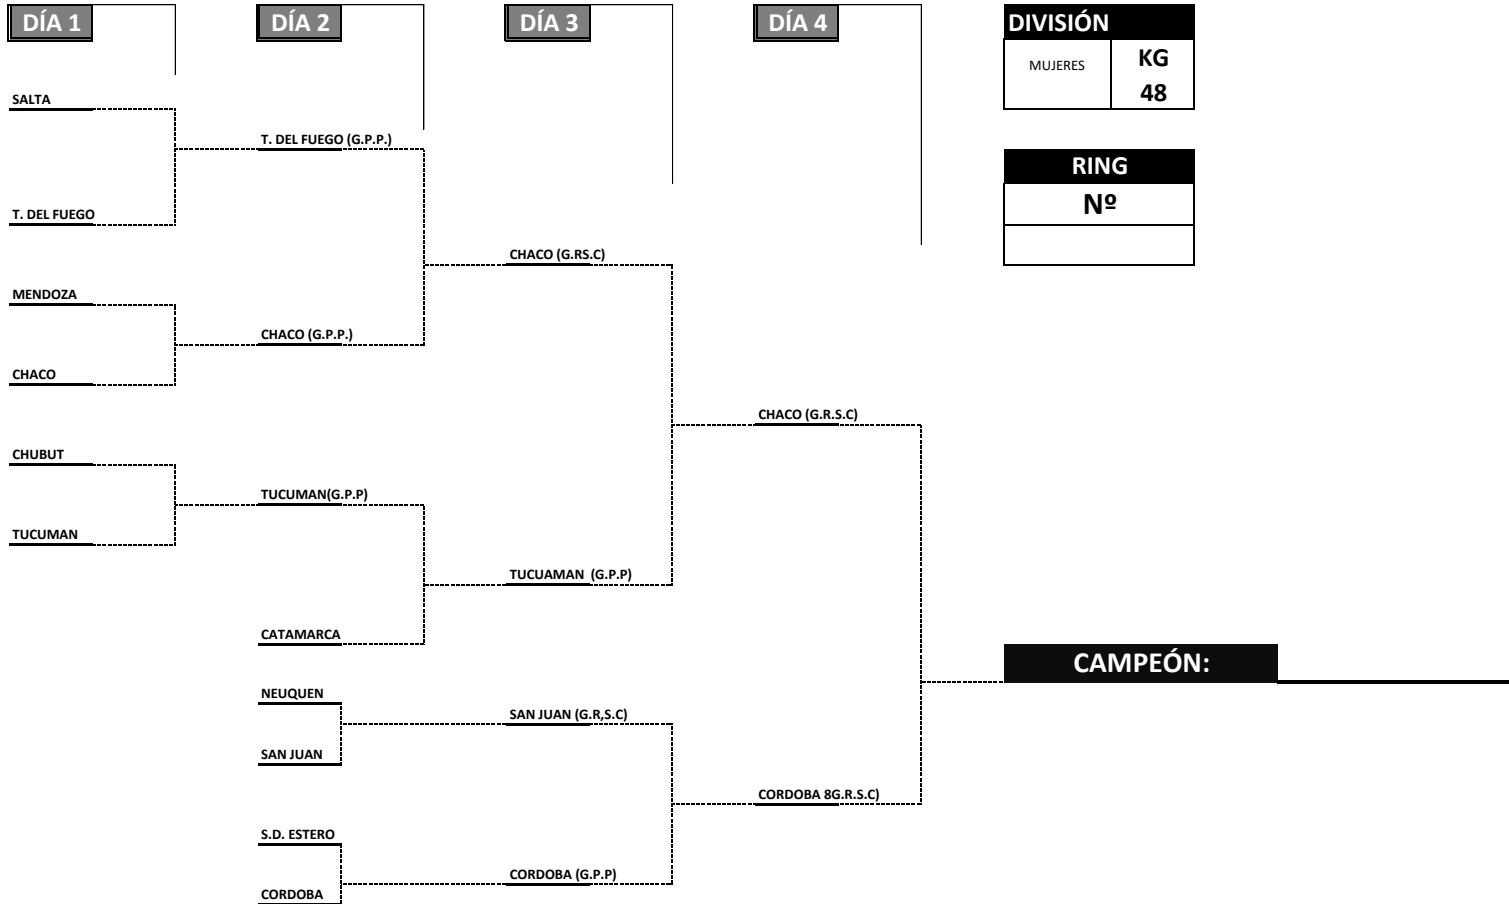 DÍA 1
DÍA 2
DÍA 3
DÍA 4
DIVISIÓN
MUJERES
KG
48
SALTA
T. DEL FUEGO (G.P.P.)
RING
Nº
T. DEL FUEGO
CHACO (G.RS.C)
MENDOZA
CHACO (G.P.P.)
CHACO
CHACO (G.R.S.C)
CHUBUT
TUCUMAN(G.P.P)
TUCUMAN
TUCUAMAN (G.P.P)
CATAMARCA
CAMPEÓN:
NEUQUEN
SAN JUAN (G.R,S.C)
SAN JUAN
CORDOBA 8G.R.S.C)
S.D. ESTERO
CORDOBA (G.P.P)
CORDOBA